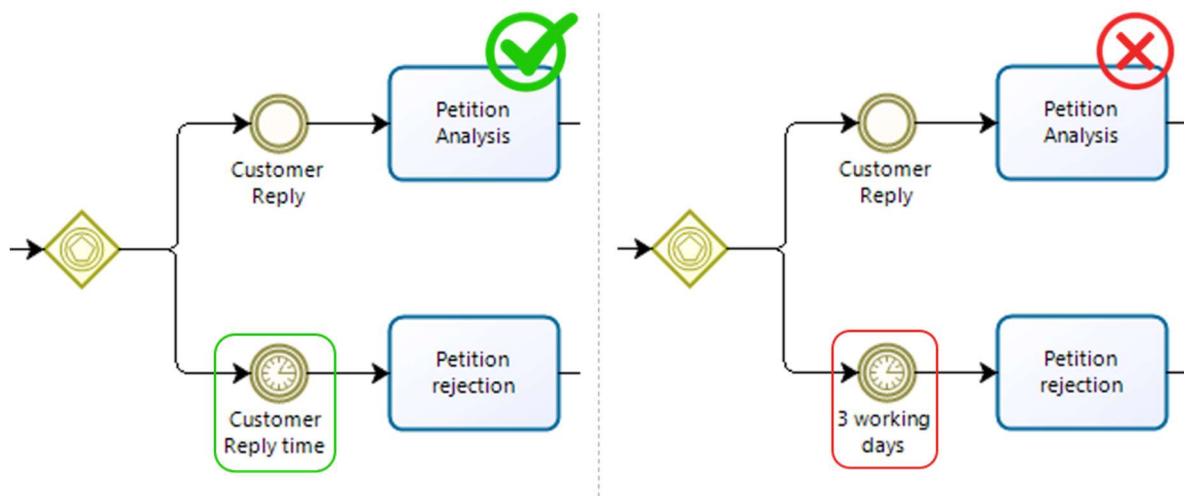 Petition
Analysis
Customer
Reply
Petition
rejection
Customer
Reply time
Petition
Analysis
Customer
Reply
Petition
rejection
3 working
days